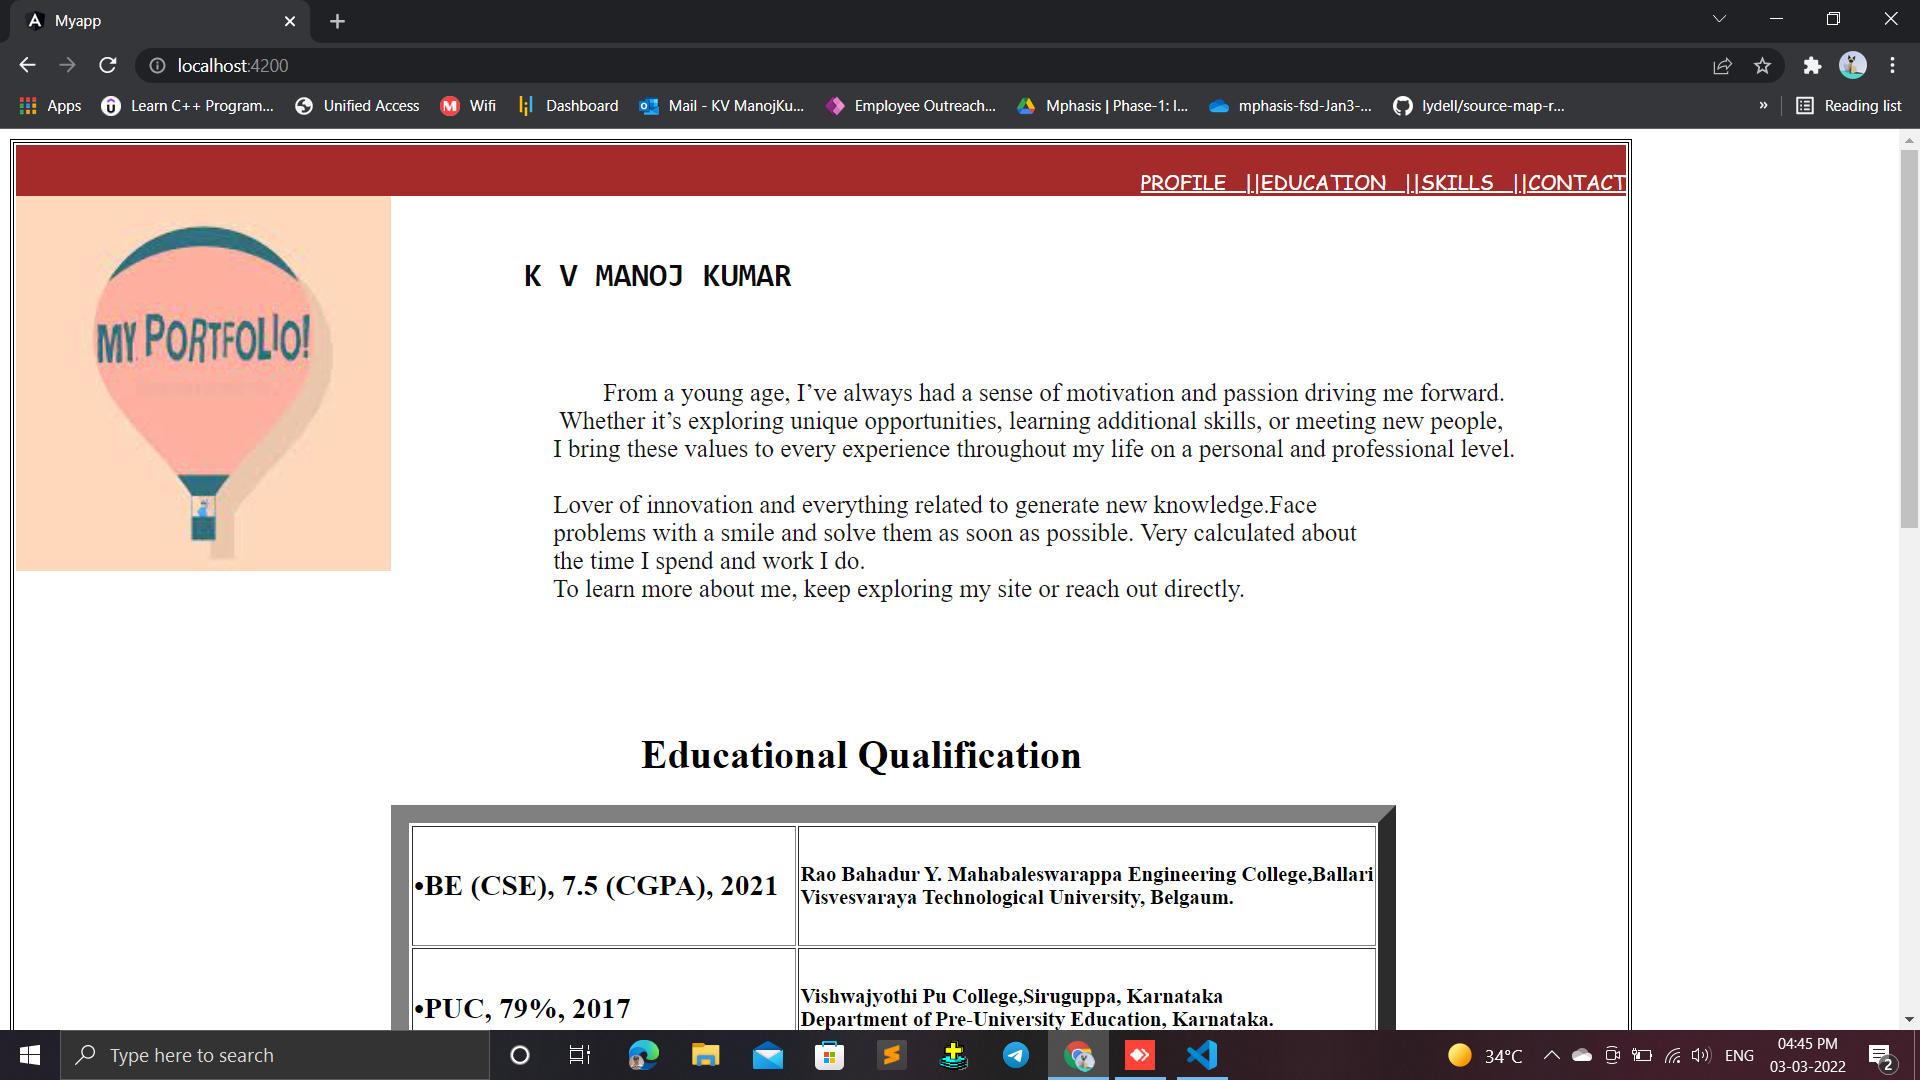 Myapp
localhost:4200
Apps
Learn C++ Program...
Unified Access
Wifi
Dashboard
Mail - KV ManojKu...
Employee Outreach...
Mphasis | Phase-1: I...
mphasis-fsd-Jan3-...
lydell/source-map-r...
»
Reading list
PROFILE ||EDUCATION ||SKILLS ||CONTACT
MY PORTFOLIO!
K V MANOJ KUMAR
From a young age, I’ve always had a sense of motivation and passion driving me forward.
Whether it’s exploring unique opportunities, learning additional skills, or meeting new people,
I bring these values to every experience throughout my life on a personal and professional level.
Lover of innovation and everything related to generate new knowledge.Face
problems with a smile and solve them as soon as possible. Very calculated about
the time I spend and work I do.
To learn more about me, keep exploring my site or reach out directly.
Educational Qualification
•BE (CSE), 7.5 (CGPA), 2021
Rao Bahadur Y. Mahabaleswarappa Engineering College,Ballari
Visvesvaraya Technological University, Belgaum.
•PUC, 79%, 2017
Vishwajyothi Pu College,Siruguppa, Karnataka
Department of Pre-University Education, Karnataka.
Type here to search
34°C
ENG
04:45 PM
03-03-2022
2